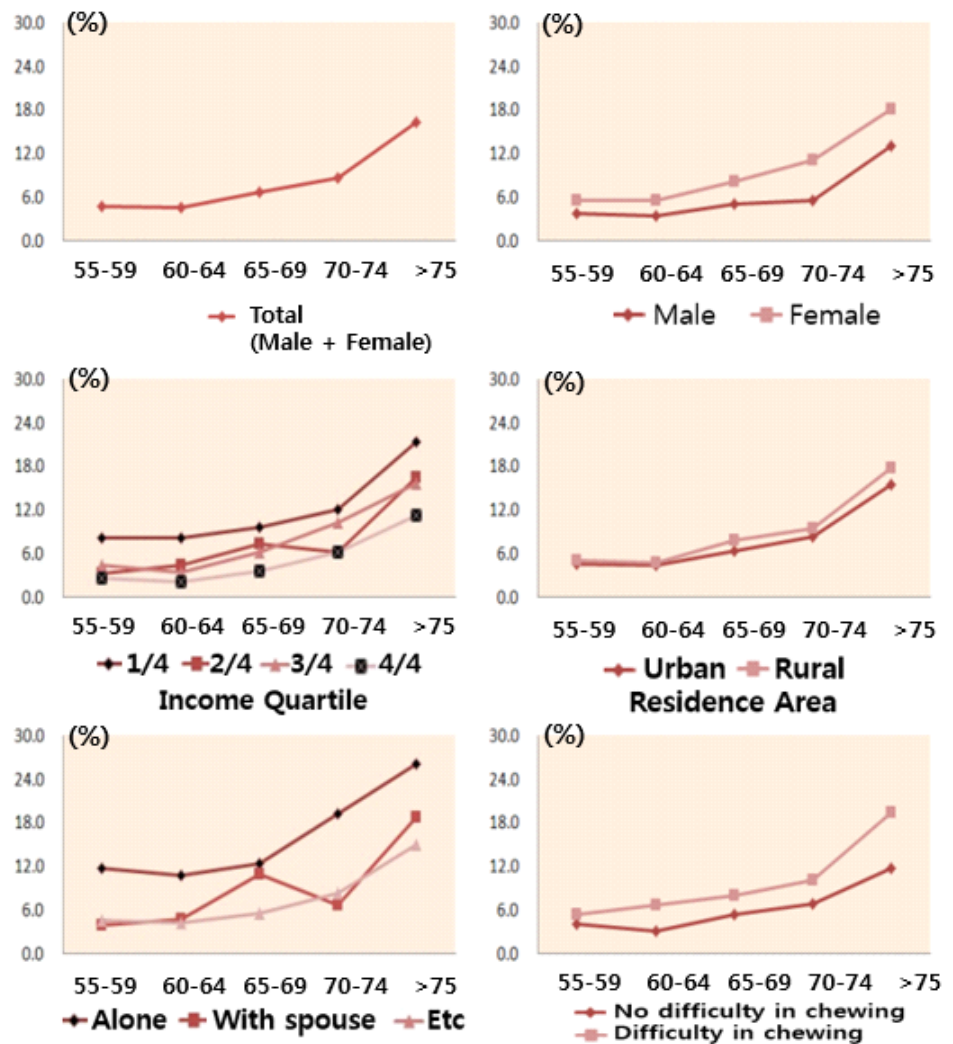 (%)
30.0
24.0
18.0
12.0
6.0
0.0
55-59 60-64 65-69 70-74 >75
Total
(Male + Female)
(%)
30.0
24.0
18.0
12.0
6.0
0.0
55-59 60-64 65-69 70-74 >75
Male Female
(%)
30.0
24.0
18.0
12.0
6.0
0.0
55-59 60-64 65-69 70-74 >75
1/4 2/4 3/4 4/4
Income Quartile
(%)
30.0
24.0
18.0
12.0
6.0
0.0
55-59 60-64 65-69 70-74 >75
Urban Rural
Residence Area
(%)
30.0
24.0
18.0
12.0
6.0
0.0
55-59 60-64 65-69 70-74 >75
Alone With spouse Etc
(%)
30.0
24.0
18.0
12.0
6.0
0.0
55-59 60-64 65-69 70-74 >75
No difficulty in chewing
Difficulty in chewing